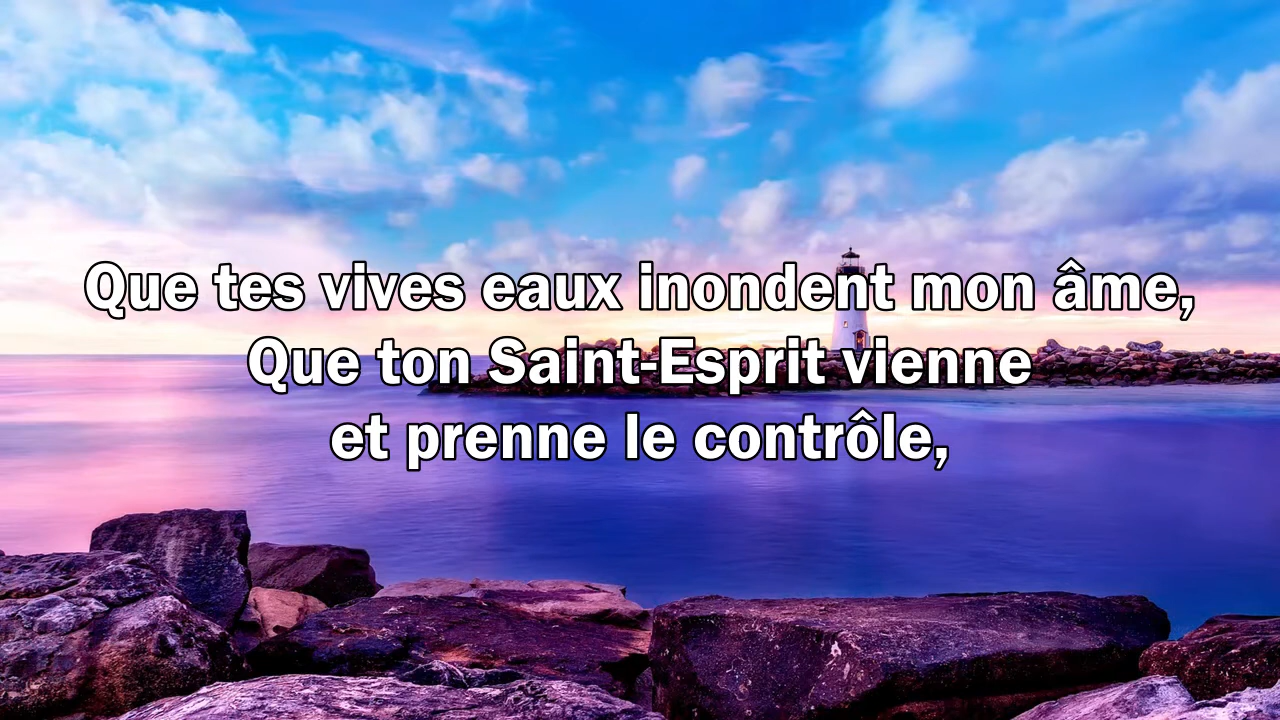 Que tes vives eaux inondent mon âme,
Que ton Saint-Esprit vienne
et prenne le contrôle,